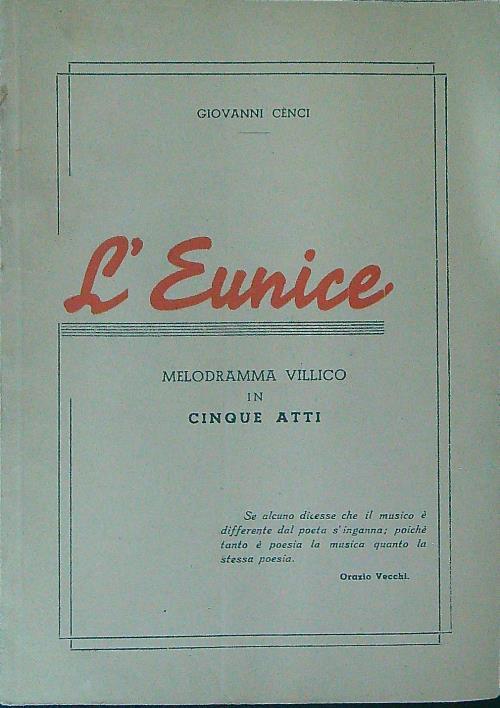 GIOVANNI CÈNCI
L'Eunice
MELODRAMMA VILLICO
IN
CINQUE ATTI
Se alcuno dicesse che il musico è
differente dal poeta s'inganna; poichè
tanto è poesia la musica quanto la
stessa poesia.
Orazio Vecchi.